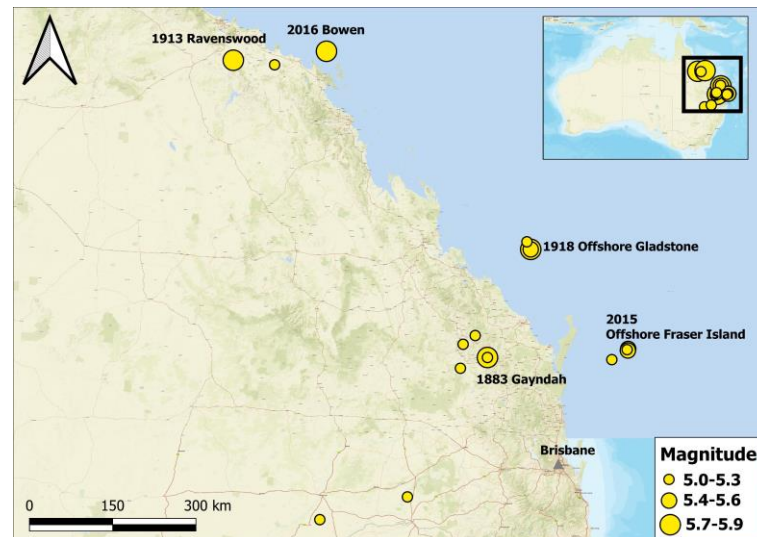 2016 Bowen
1913 Ravenswood
1918 Offshore Gladstone
2015
Offshore Fraser Island
1883 Gayndah
Brisbane
Magnitude
5.0-5.3
5.4-5.6
5.7-5.9
0 150 300 km